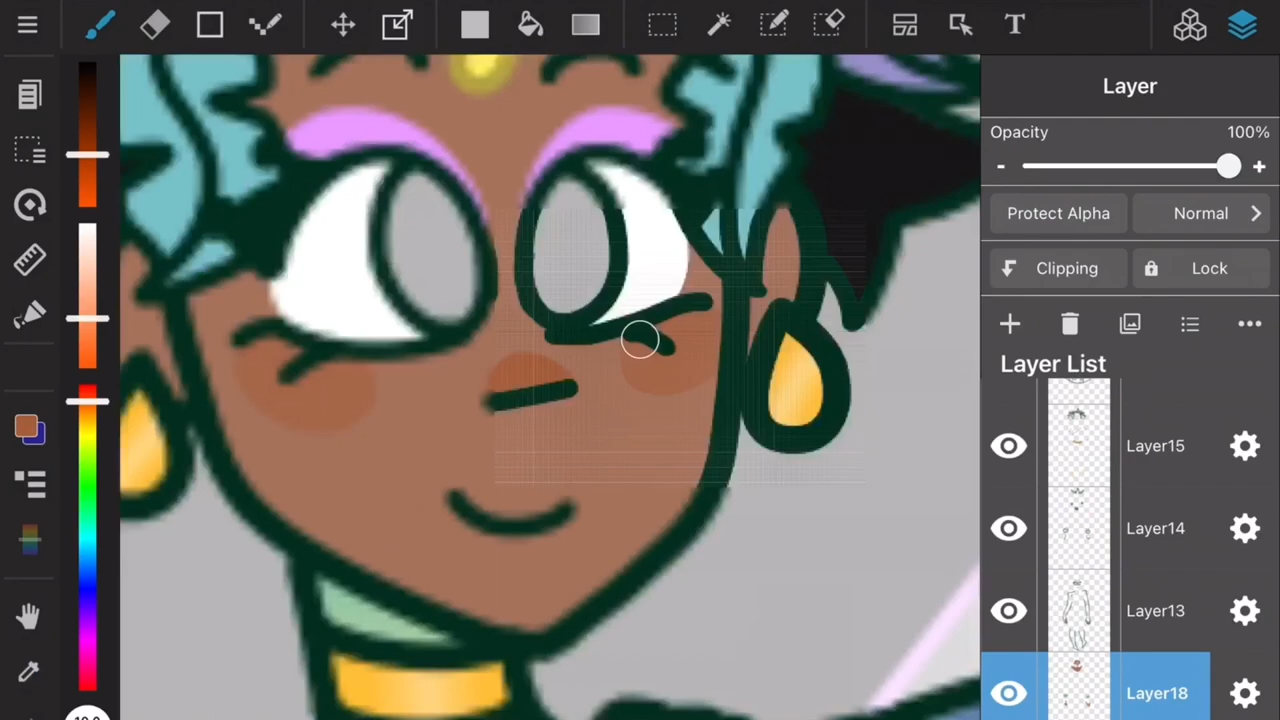 T
Layer
Opacity 100%
- +
Protect Alpha Normal
Clipping Lock
Layer List
Layer15
Layer14
Layer13
Layer18